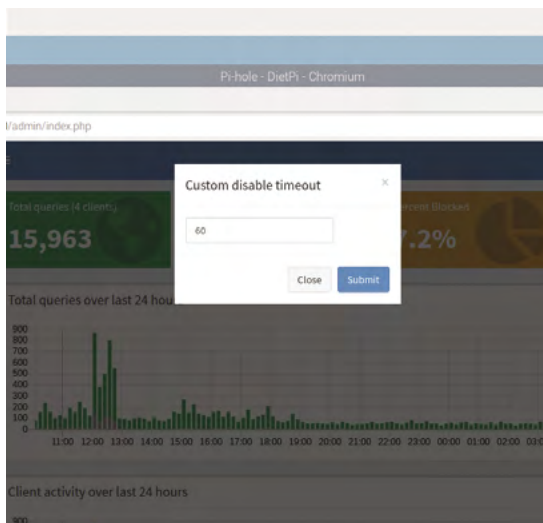 Pi-hole - DietPi - Chromium
/admin/index.php
Custom disable timeout
×
60
Close
Submit
Total queries (4 clients)
15,963
Percent Blocked
7.2%
Total queries over last 24 hou
900
800
700
600
500
400
300
200
100
0
11:00 12:00 13:00 14:00 15:00 16:00 17:00 18:00 19:00 20:00 21:00 22:00 23:00 00:00 01:00 02:00 03:0
Client activity over last 24 hours
900